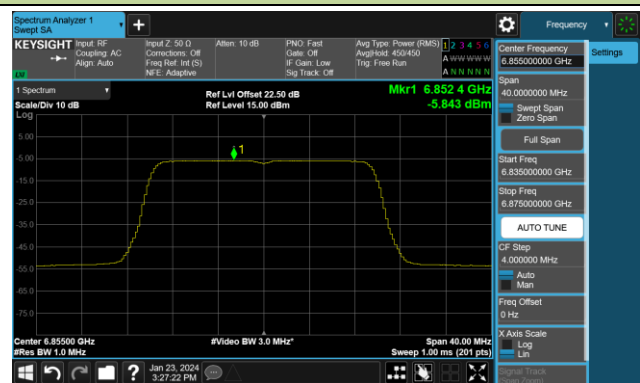 Spectrum Analyzer 1
Swept SA
Frequency
KEYSIGHT
Input: RF
Coupling: AC
Align: Auto
Input Z: 50 Ω
Corrections: Off
Freq Ref: Int (S)
NFE: Adaptive
Atten: 10 dB
PNO: Fast
Gate: Off
IF Gain: Low
Sig Track: Off
Avg Type: Power (RMS)
Avg|Hold: 450/450
Trig: Free Run
1 2 3 4 5 6
A W W W W W
A N N N N N
LW
1 Spectrum
Scale/Div 10 dB
Log
Ref Lvl Offset 22.50 dB
Ref Level 15.00 dBm
Mkr1 6.852 4 GHz
-5.843 dBm
1
5.00
-5.00
-15.0
-25.0
-35.0
-45.0
-55.0
-65.0
-75.0
Center 6.85500 GHz
#Res BW 1.0 MHz
#Video BW 3.0 MHz*
Span 40.00 MHz
Sweep 1.00 ms (201 pts)
Jan 23, 2024
3:27:22 PM
Center Frequency
6.855000000 GHz
Settings
Span
40.0000000 MHz
Swept Span
Zero Span
Full Span
Start Freq
6.835000000 GHz
Stop Freq
6.875000000 GHz
AUTO TUNE
CF Step
4.000000 MHz
Auto
Man
Freq Offset
0 Hz
X Axis Scale
Log
Lin
Signal Track
(Span Zoom)